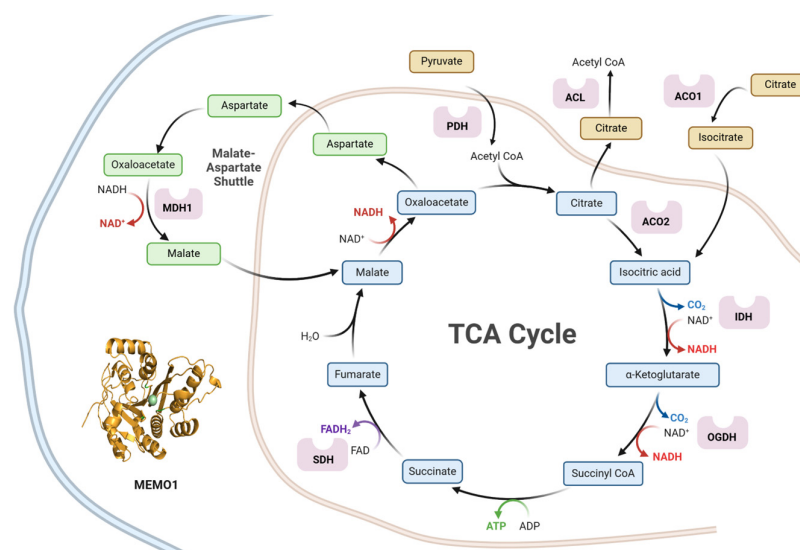 Pyruvate
Acetyl CoA
Citrate
ACL
ACO1
Aspartate
PDH
Citrate
Isocitrate
Aspartate
Oxaloacetate
Malate-
Aspartate
Shuttle
Acetyl CoA
NADH
MDH1
NAD⁺
NADH
Oxaloacetate
Citrate
ACO2
NAD⁺
Malate
Malate
Isocitric acid
CO₂
NAD⁺
IDH
H₂O
TCA Cycle
NADH
Fumarate
α-Ketoglutarate
CO₂
FADH₂
NAD⁺
OGDH
SDH
FAD
NADH
Succinate
Succinyl CoA
MEMO1
ATP
ADP